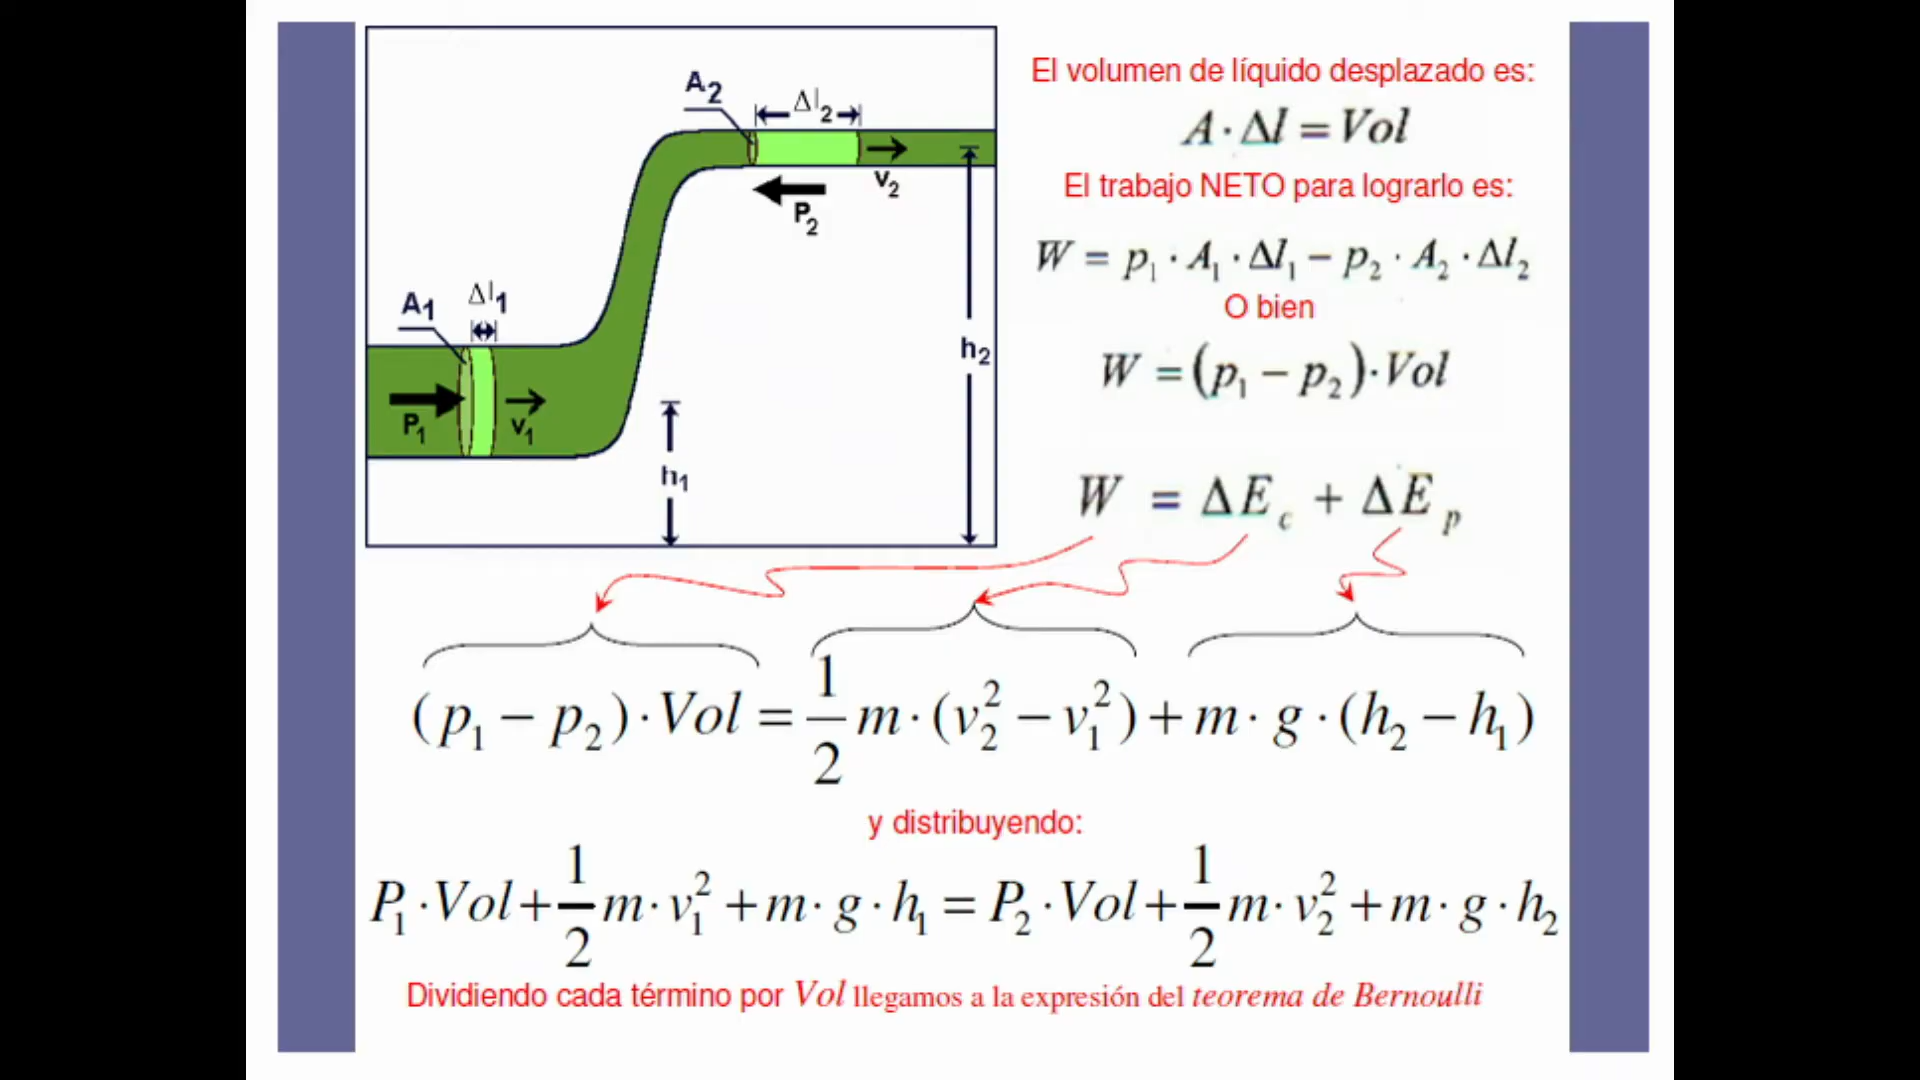 A2
Δl2
v2
P2
A1
Δl1
h2
P1
v1
h1
El volumen de líquido desplazado es:
A · Δl = Vol
El trabajo NETO para lograrlo es:
W = p₁ · A₁ · Δl₁ − p₂ · A₂ · Δl₂
O bien
W = (p₁ − p₂) · Vol
W = ΔE_c + ΔE_p
(p₁ − p₂) · Vol = 1/2 m · (v₂² − v₁²) + m · g · (h₂ − h₁)
y distribuyendo:
P₁ · Vol + 1/2 m · v₁² + m · g · h₁ = P₂ · Vol + 1/2 m · v₂² + m · g · h₂
Dividiendo cada término por Vol llegamos a la expresión del teorema de Bernoulli